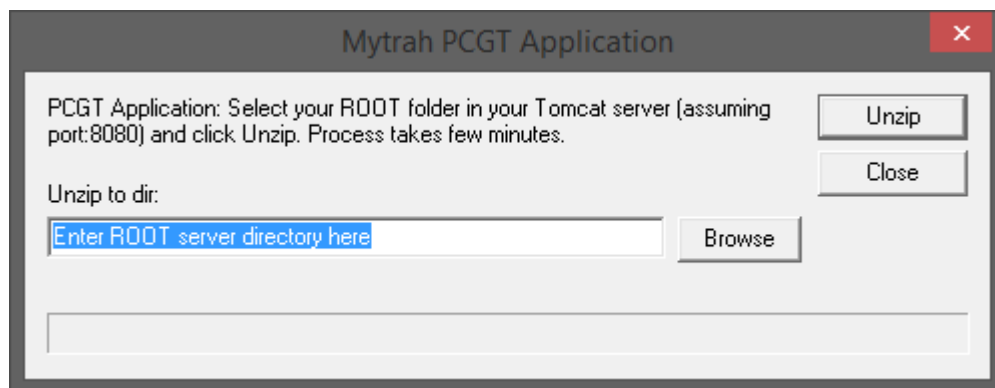 Mytrah PCGT Application
PCGT Application: Select your ROOT folder in your Tomcat server (assuming
port:8080) and click Unzip. Process takes few minutes.
Unzip
Close
Unzip to dir:
Enter ROOT server directory here
Browse